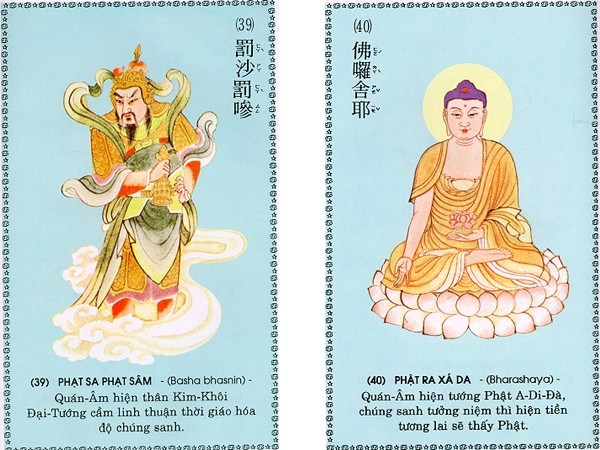 (39)
罰沙罰嘇
(39) PHẠT SA PHẠT SÂM - (Basha bhasnin) -
Quán-Âm hiện thân Kim-Khôi
Đại-Tướng cầm linh thuận thời giáo hóa
độ chúng sanh.
(40)
佛囉舍耶
(40) PHẬT RA XÁ DA - (Bharashaya) -
Quán-Âm hiện tướng Phật A-Di-Đà,
chúng sanh tưởng niệm thì hiện tiền
tương lai sẽ thấy Phật.